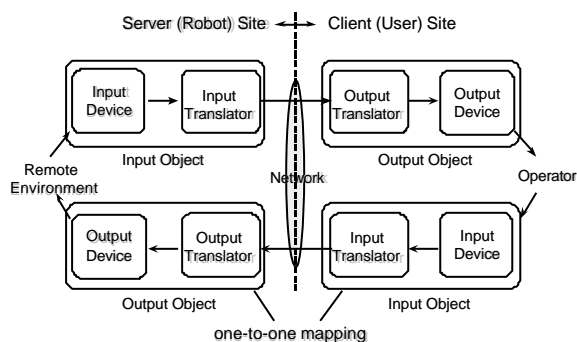 Server (Robot) Site
Client (User) Site
Input
Device
Input
Translator
Input Object
Output
Translator
Output
Device
Output Object
Remote
Environment
Network
Operator
Output
Device
Output
Translator
Output Object
Input
Translator
Input
Device
Input Object
one-to-one mapping